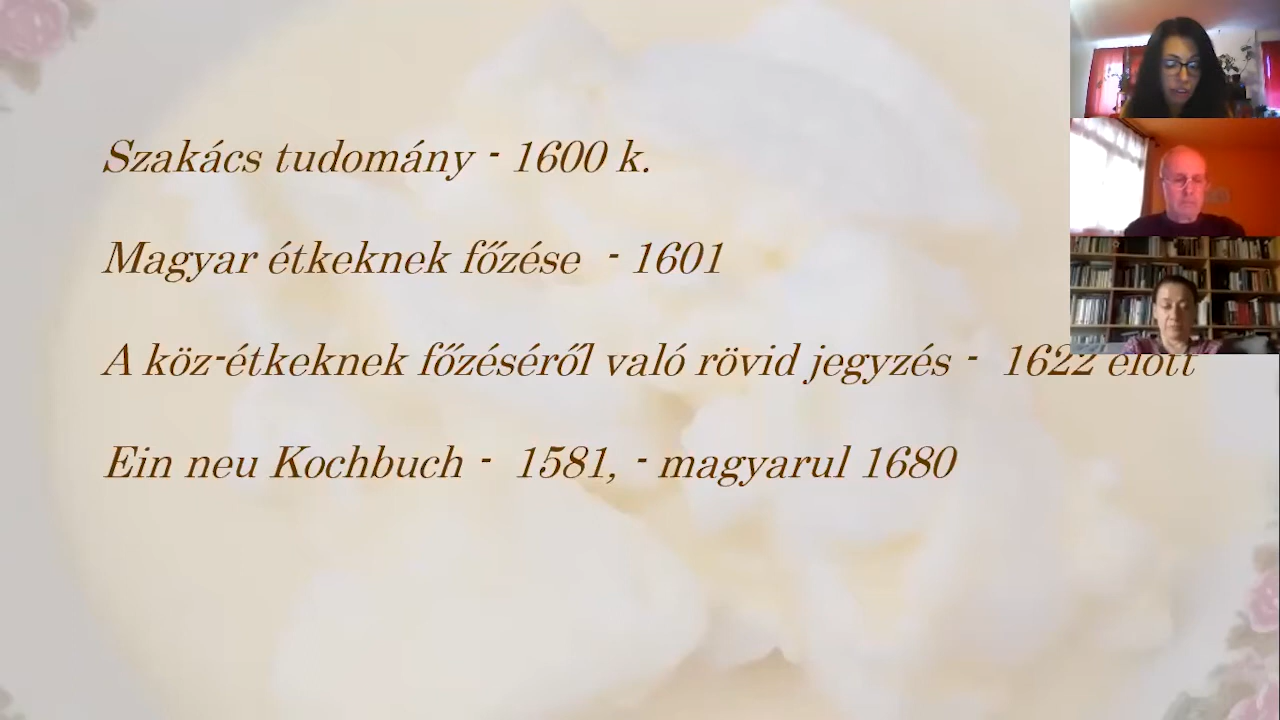 Szakács tudomány - 1600 k.
Magyar étkeknek főzése - 1601
A köz-étkeknek főzéséről való rövid jegyzés - 1622 előtt
Ein neu Kochbuch - 1581, - magyarul 1680